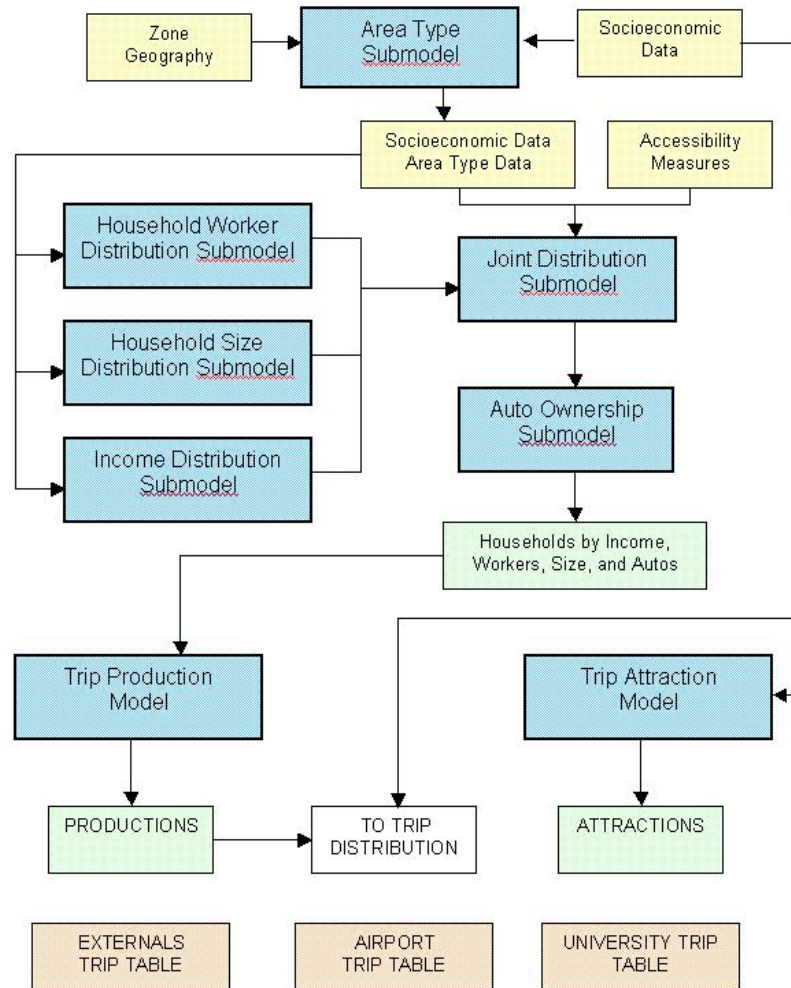 Zone
Geography
Area Type
Submodel
Socioeconomic
Data
Socioeconomic Data
Area Type Data
Accessibility
Measures
Household Worker
Distribution Submodel
Joint Distribution
Submodel
Household Size
Distribution Submodel
Auto Ownership
Submodel
Income Distribution
Submodel
Households by Income,
Workers, Size, and Autos
Trip Production
Model
Trip Attraction
Model
PRODUCTIONS
TO TRIP
DISTRIBUTION
ATTRACTIONS
EXTERNALS
TRIP TABLE
AIRPORT
TRIP TABLE
UNIVERSITY TRIP
TABLE